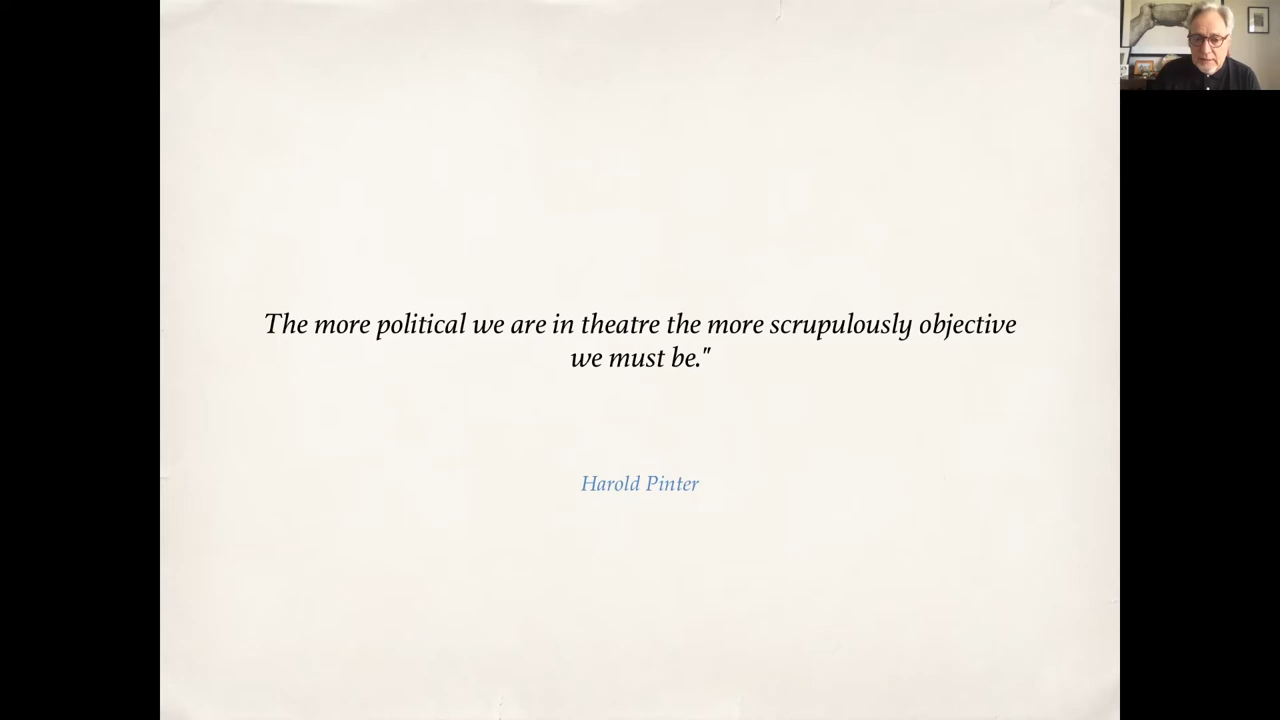 The more political we are in theatre the more scrupulously objective
we must be."
Harold Pinter